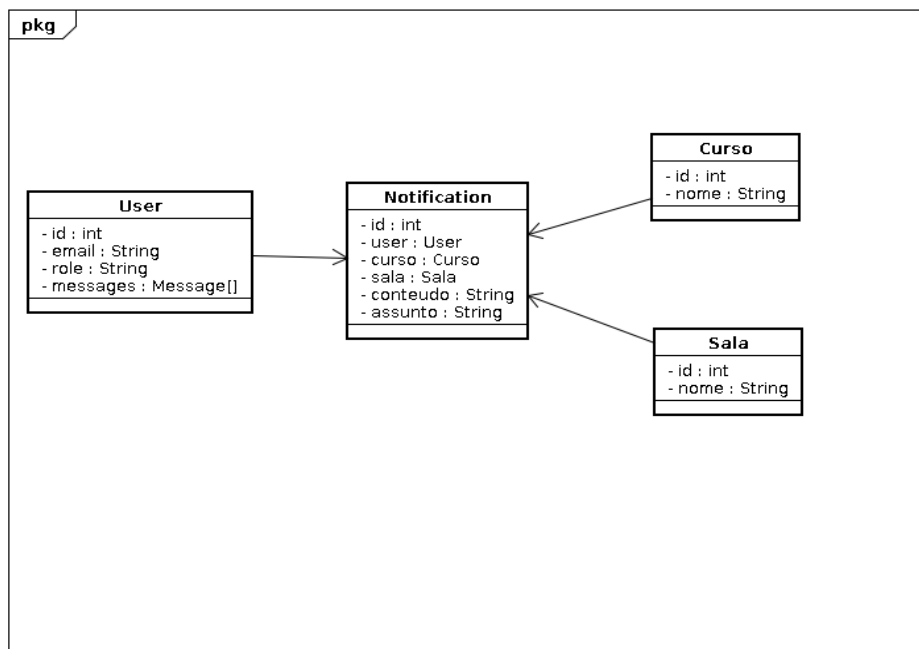 pkg
User
- id : int
- email : String
- role : String
- messages : Message[]
Notification
- id : int
- user : User
- curso : Curso
- sala : Sala
- conteudo : String
- assunto : String
Curso
- id : int
- nome : String
Sala
- id : int
- nome : String